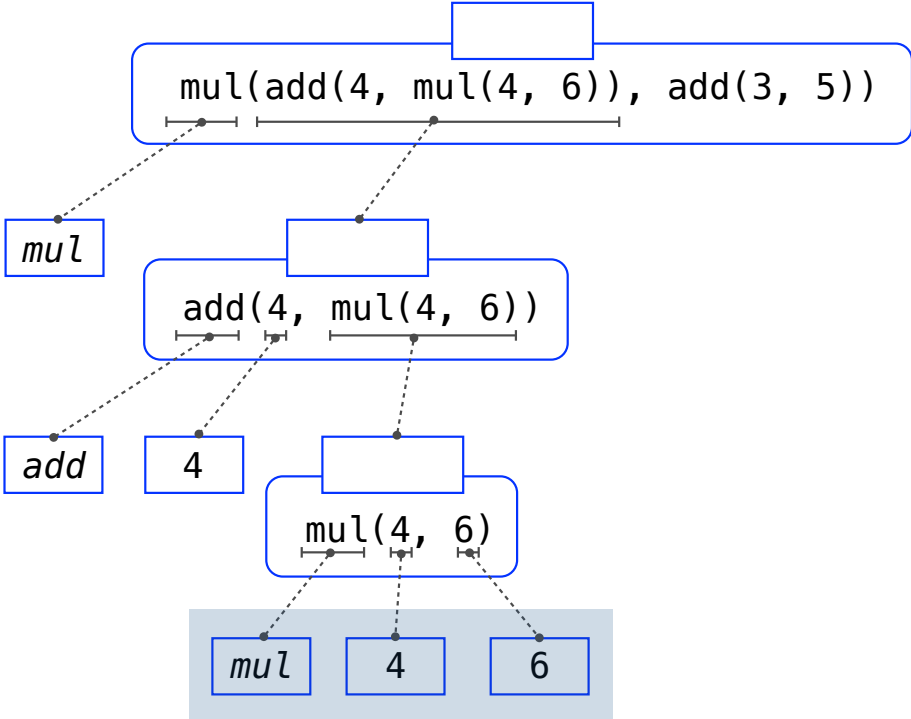 mul(add(4, mul(4, 6)), add(3, 5))
mul
add(4, mul(4, 6))
add
4
mul(4, 6)
mul
4
6